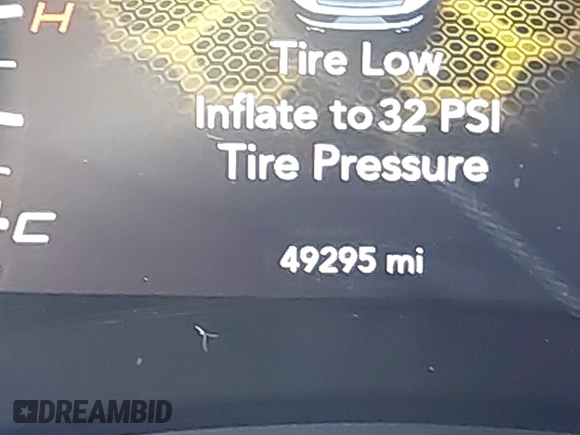 H
Tire Low
Inflate to 32 PSI
Tire Pressure
C
49295 mi
DREAMBID